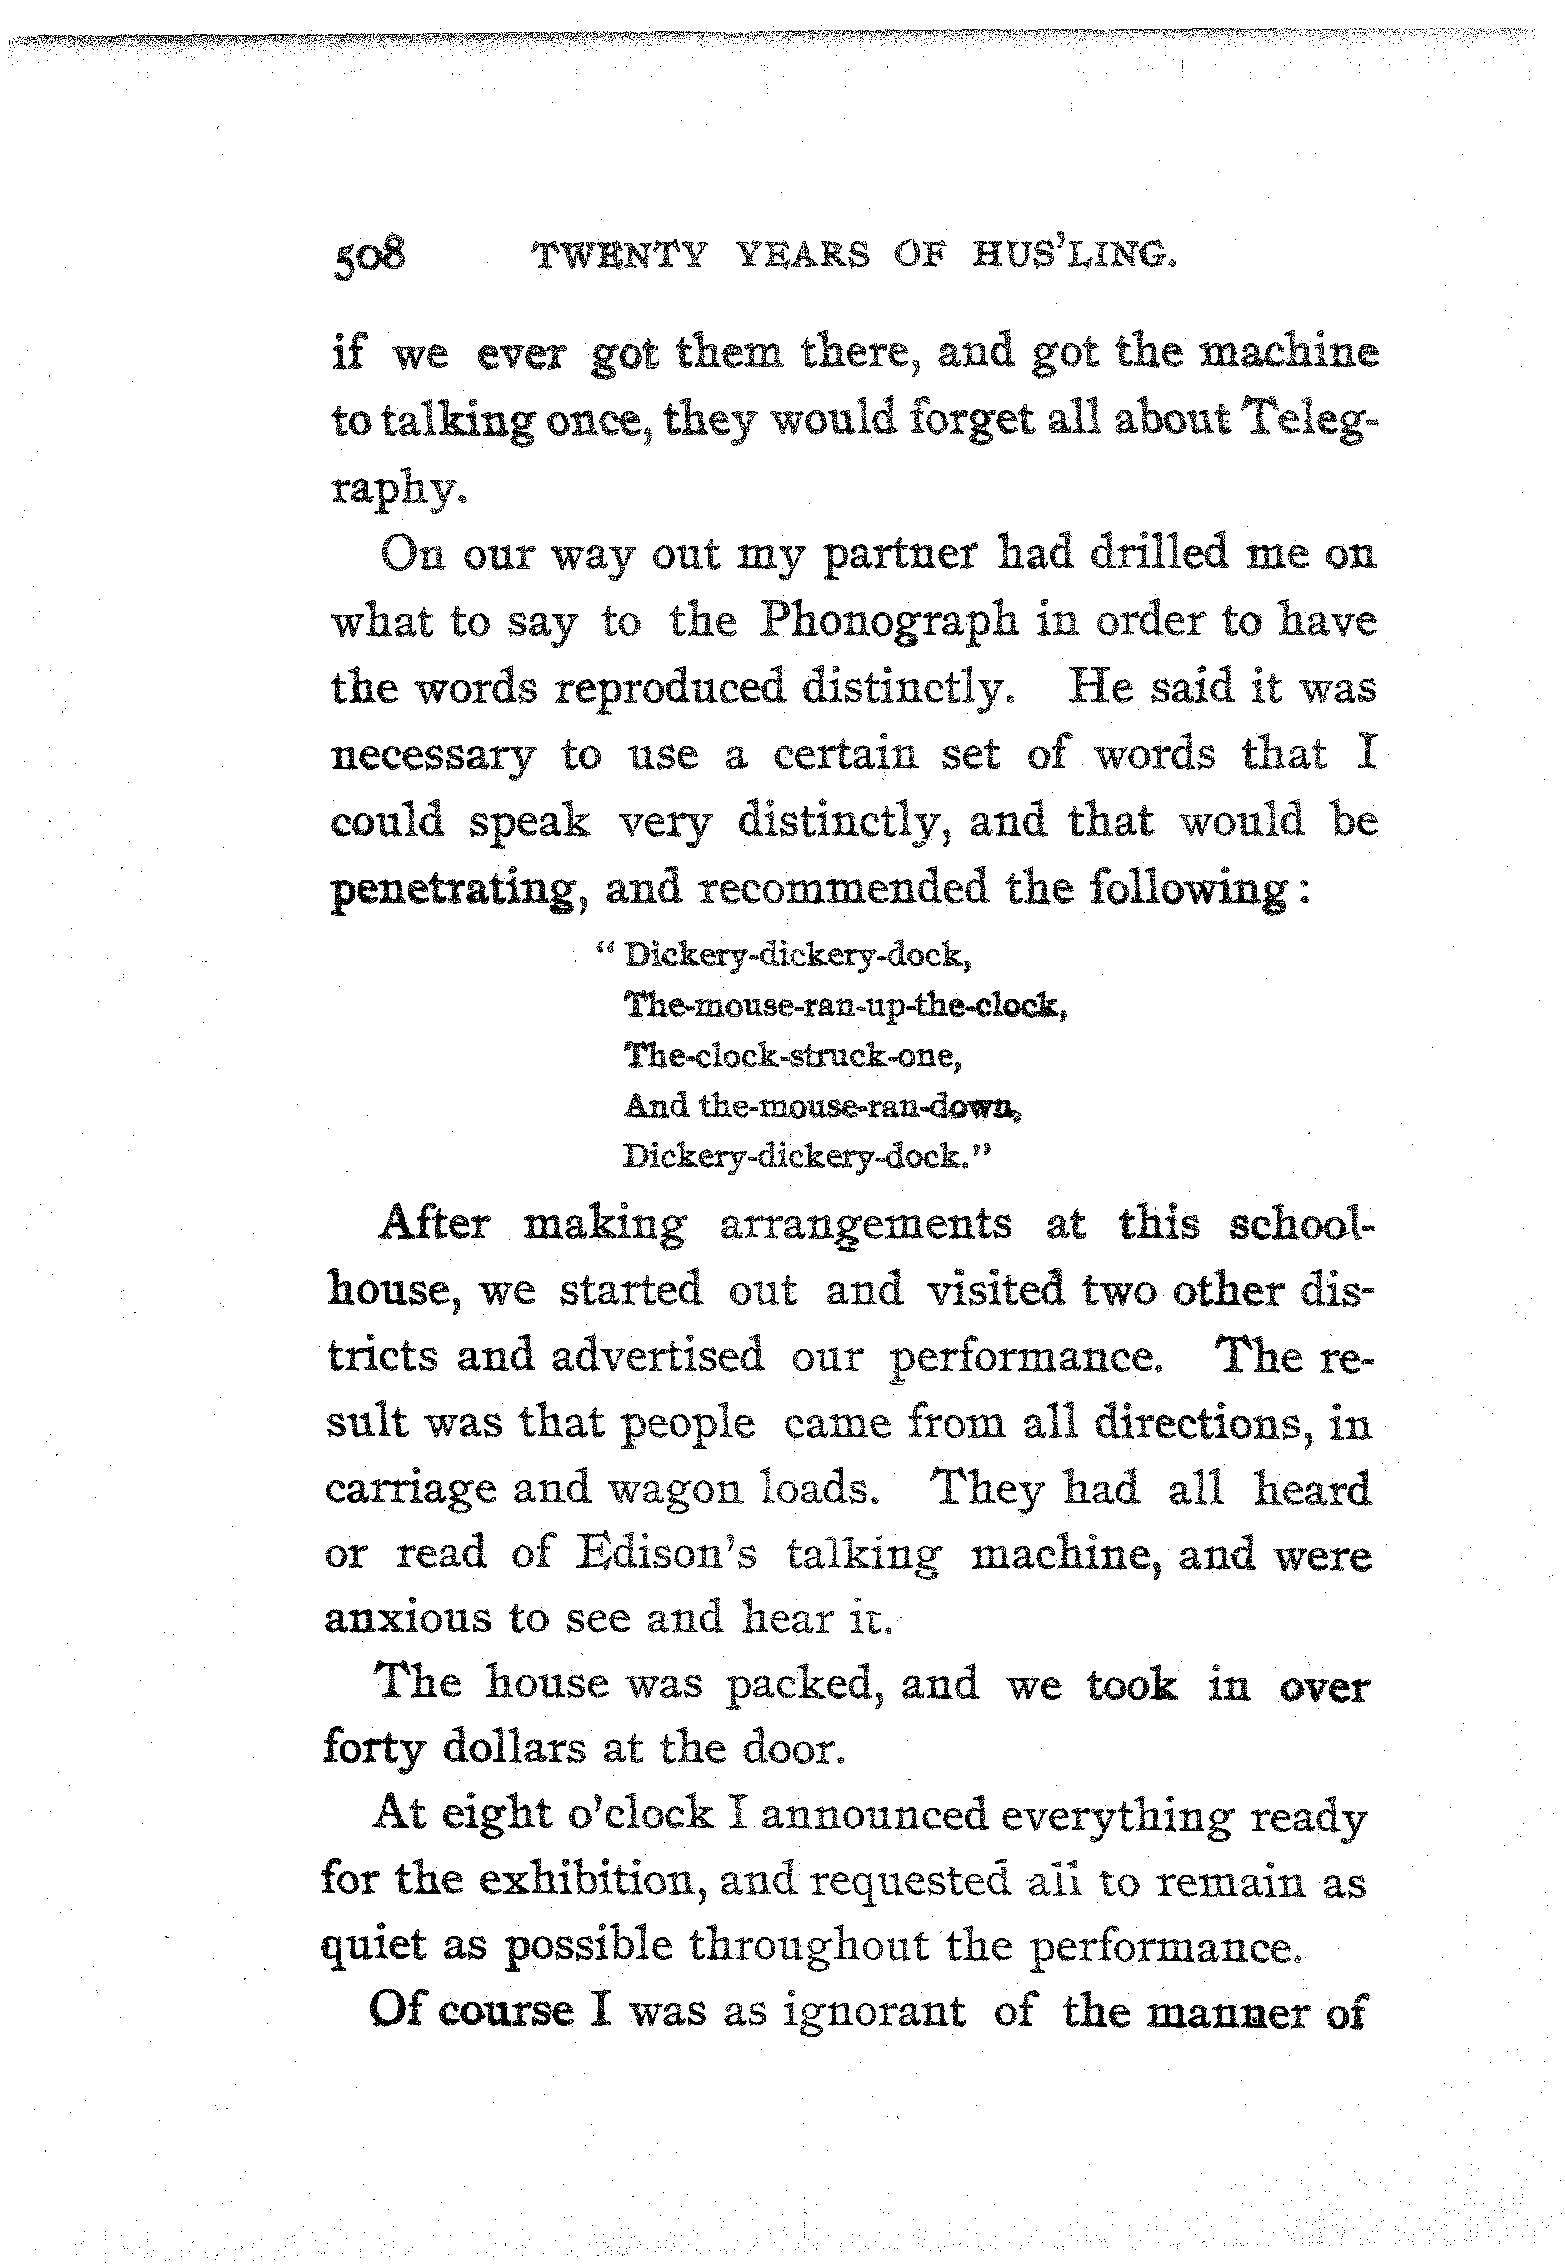 508 TWENTY YEARS OF HUS'LING.
if we ever got them there, and got the machine
to talking once, they would forget all about Teleg-
raphy.
On our way out my partner had drilled me on
what to say to the Phonograph in order to have
the words reproduced distinctly. He said it was
necessary to use a certain set of words that I
could speak very distinctly, and that would be
penetrating, and recommended the following:
"Dickery-dickery-dock,
The-mouse-ran-up-the-clock,
The-clock-struck-one,
And the-mouse-ran-down,
Dickery-dickery-dock."
After making arrangements at this school-
house, we started out and visited two other dis-
tricts and advertised our performance. The re-
sult was that people came from all directions, in
carriage and wagon loads. They had all heard
or read of Edison's talking machine, and were
anxious to see and hear it.
The house was packed, and we took in over
forty dollars at the door.
At eight o'clock I announced everything ready
for the exhibition, and requested all to remain as
quiet as possible throughout the performance.
Of course I was as ignorant of the manner of